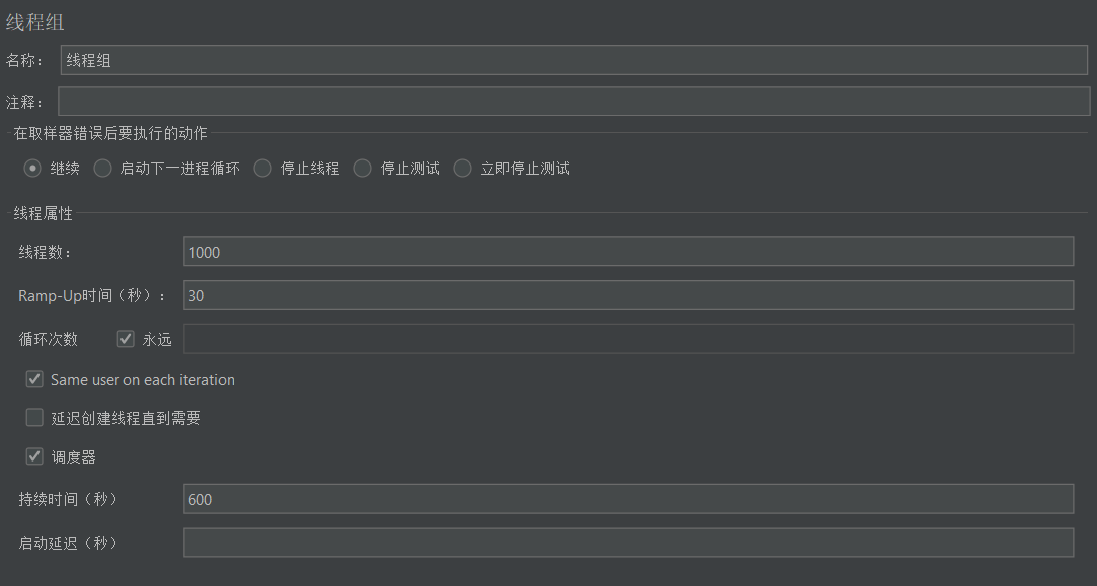 线程组
名称： 线程组
注释：
在取样器错误后要执行的动作
继续 启动下一进程循环 停止线程 停止测试 立即停止测试
线程属性
线程数： 1000
Ramp-Up时间（秒）： 30
循环次数 永远
Same user on each iteration
延迟创建线程直到需要
调度器
持续时间（秒） 600
启动延迟（秒）